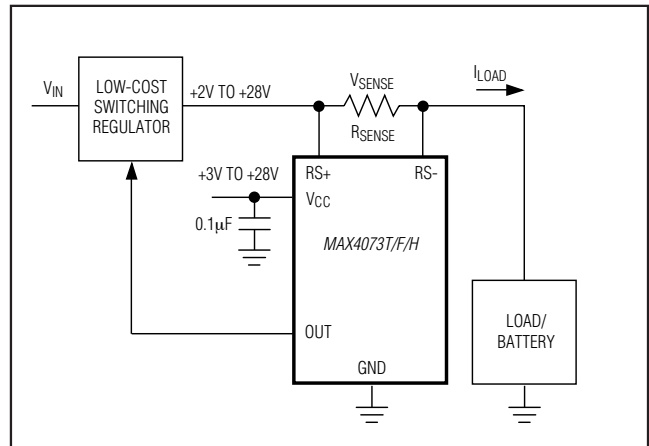 V_IN
LOW-COST
SWITCHING
REGULATOR
+2V TO +28V
V_SENSE
R_SENSE
I_LOAD
+3V TO +28V
RS+
RS-
V_CC
0.1µF
MAX4073T/F/H
OUT
GND
LOAD/
BATTERY